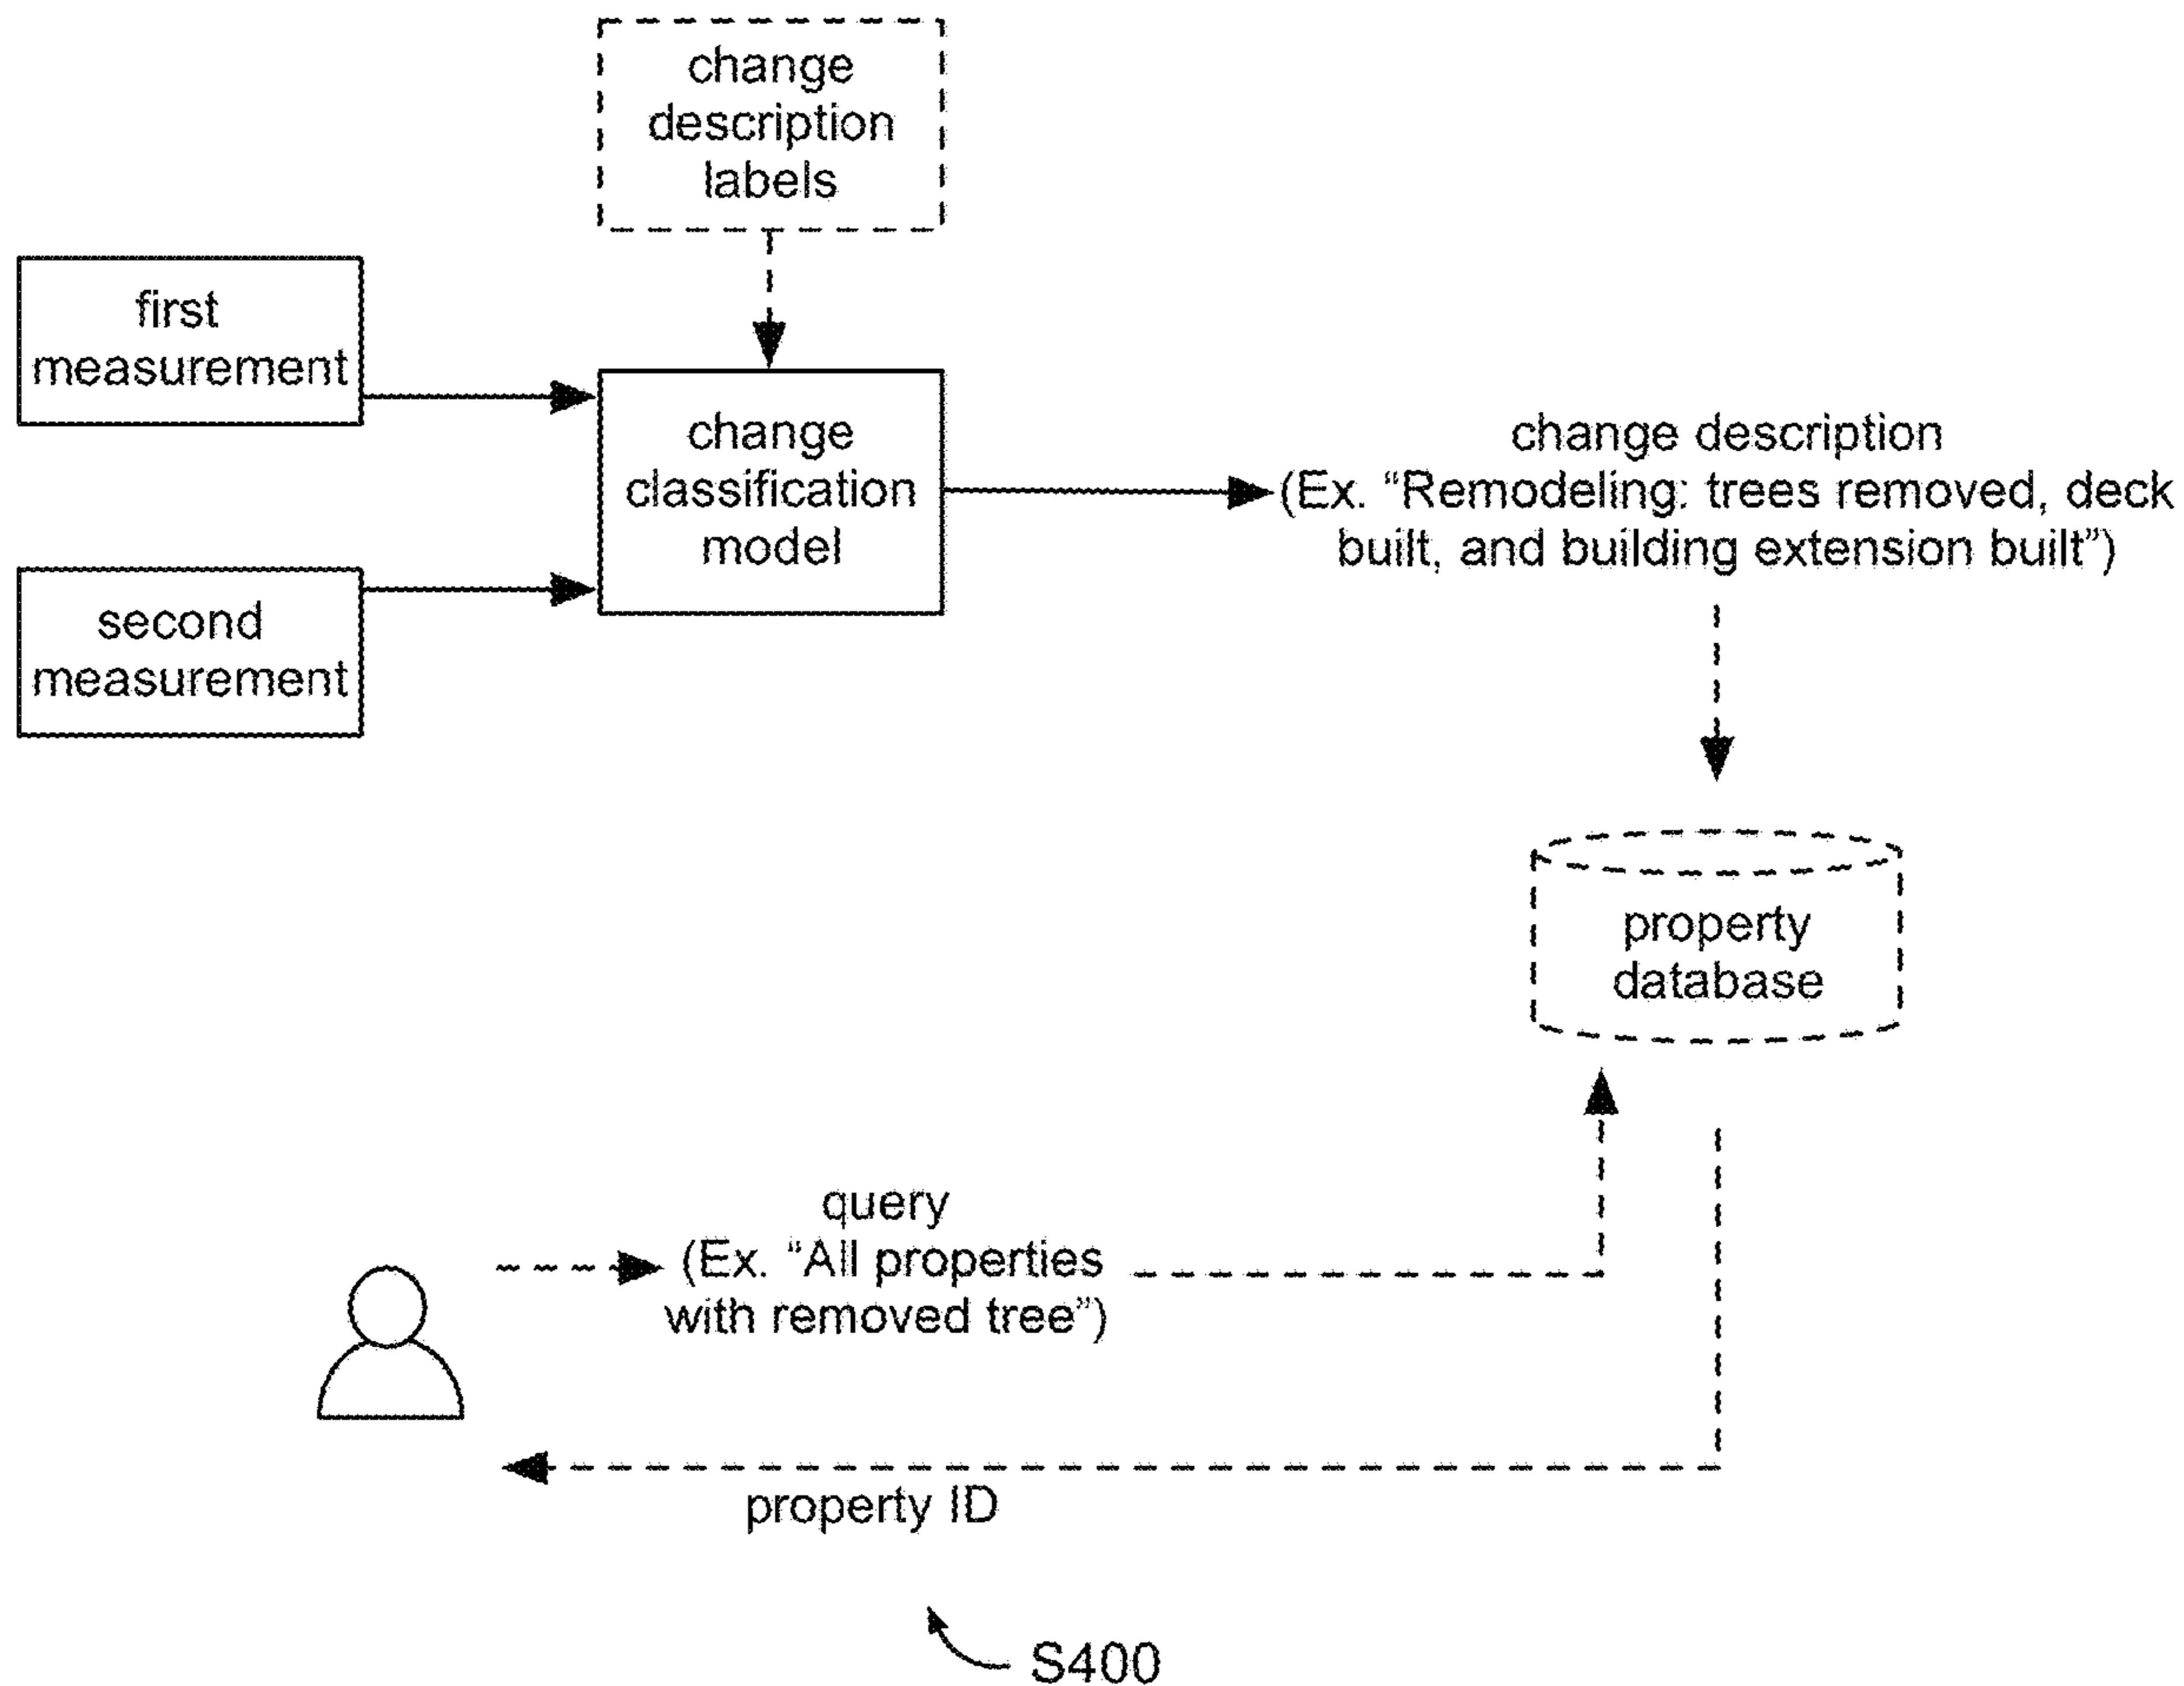 change
description
labels
first
measurement
change
classification
model
second
measurement
change description
(Ex. “Remodeling: trees removed, deck
built, and building extension built”)
property
database
query
(Ex. “All properties
with removed tree”)
property ID
S400